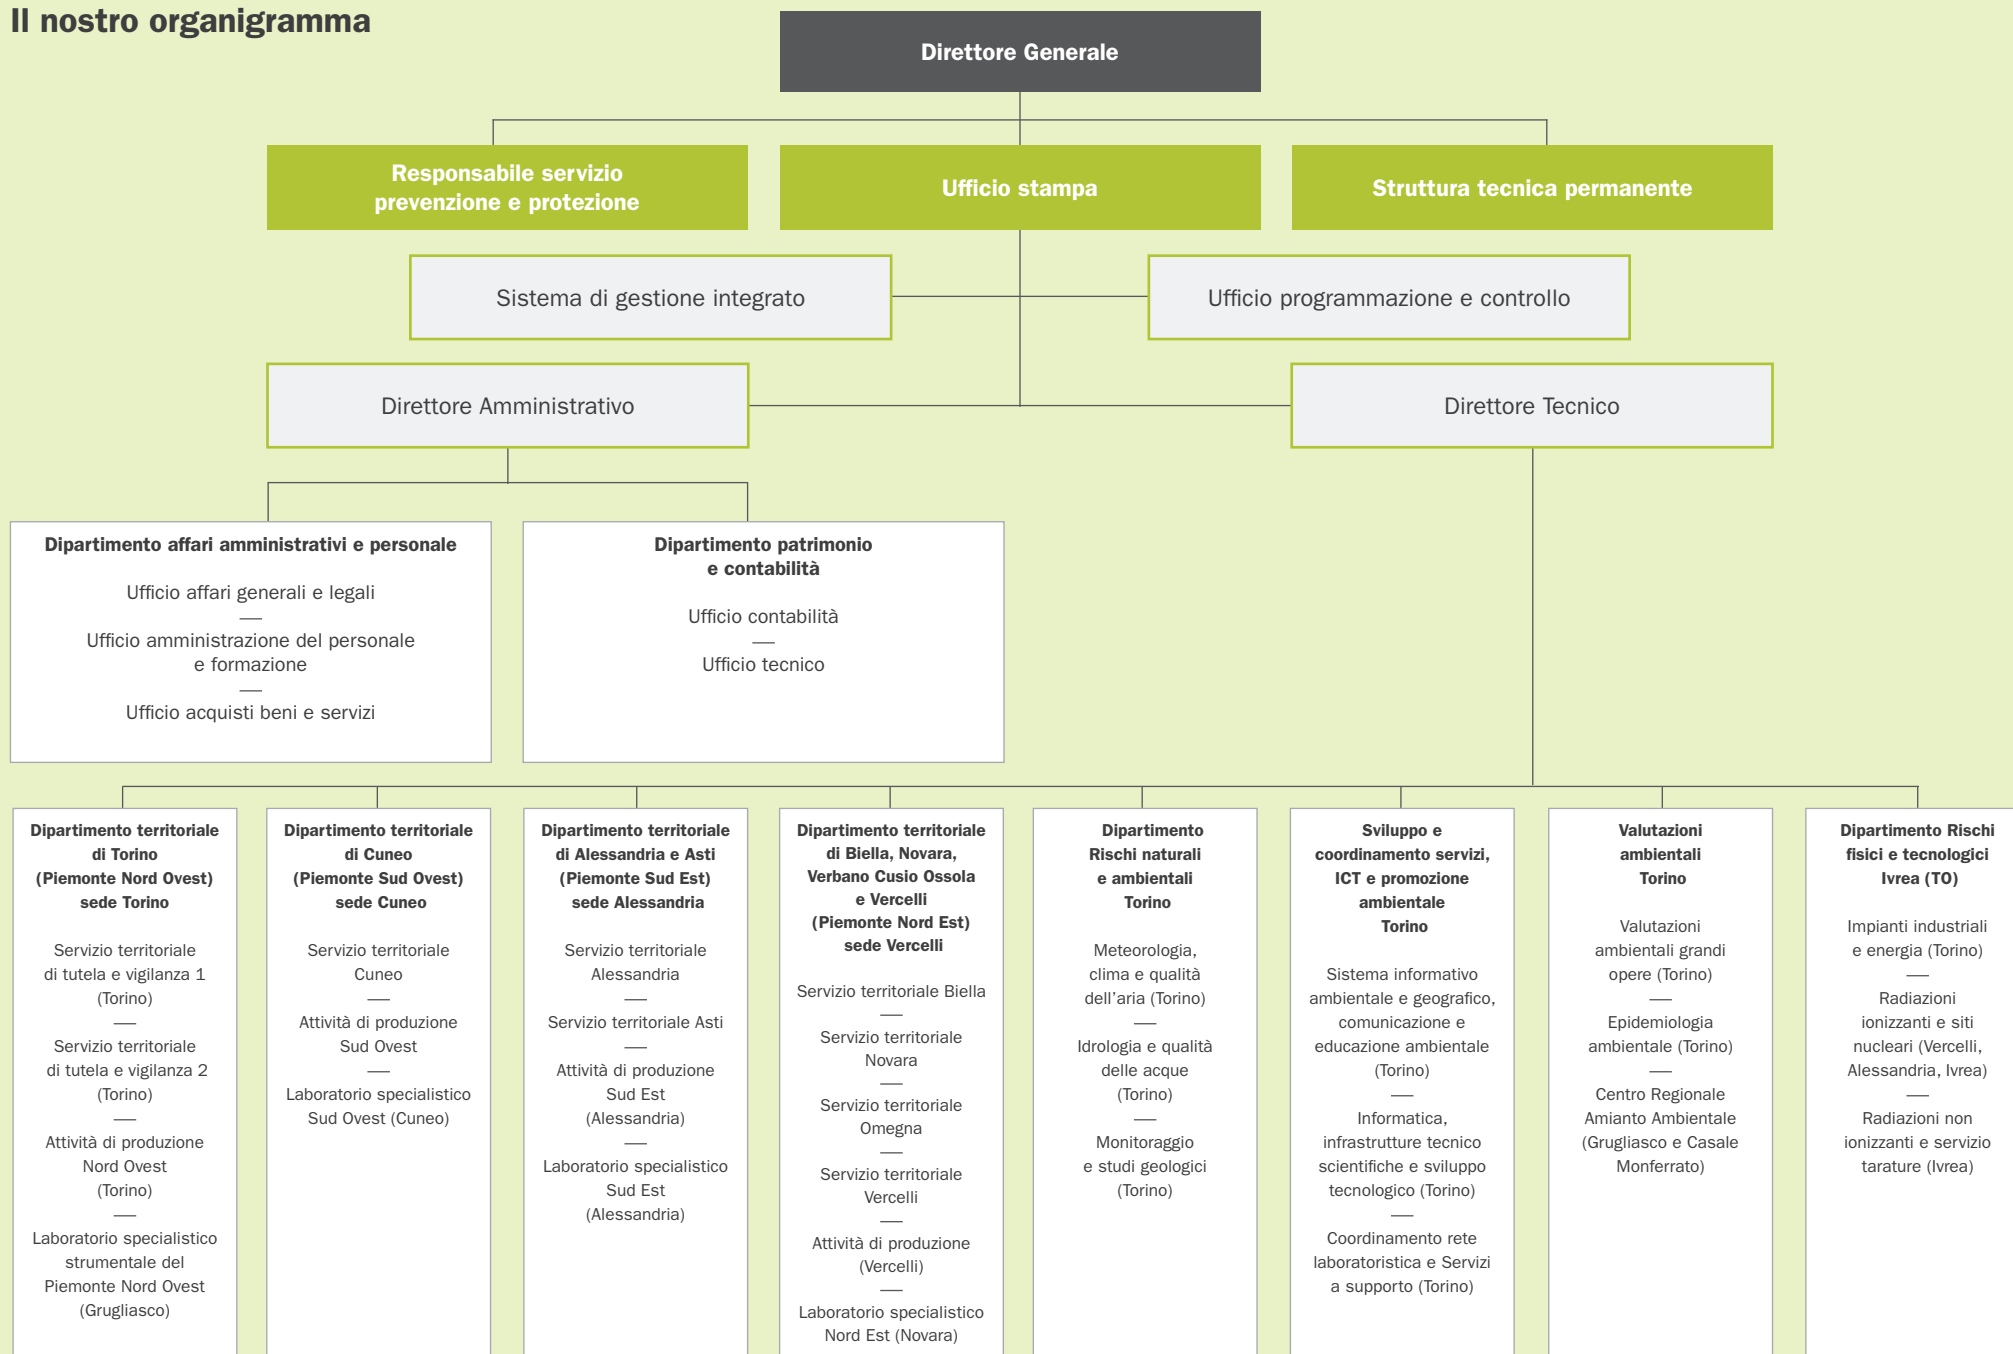 Il nostro organigramma
Direttore Generale
Responsabile servizio
prevenzione e protezione
Ufficio stampa
Struttura tecnica permanente
Sistema di gestione integrato
Ufficio programmazione e controllo
Direttore Amministrativo
Direttore Tecnico
Dipartimento affari amministrativi e personale
Ufficio affari generali e legali
Ufficio amministrazione del personale
e formazione
Ufficio acquisti beni e servizi
Dipartimento patrimonio
e contabilità
Ufficio contabilità
Ufficio tecnico
Dipartimento territoriale
di Torino
(Piemonte Nord Ovest)
sede Torino
Servizio territoriale
di tutela e vigilanza 1
(Torino)
Servizio territoriale
di tutela e vigilanza 2
(Torino)
Attività di produzione
Nord Ovest
(Torino)
Laboratorio specialistico
strumentale del
Piemonte Nord Ovest
(Grugliasco)
Dipartimento territoriale
di Cuneo
(Piemonte Sud Ovest)
sede Cuneo
Servizio territoriale
Cuneo
Attività di produzione
Sud Ovest
Laboratorio specialistico
Sud Ovest (Cuneo)
Dipartimento territoriale
di Alessandria e Asti
(Piemonte Sud Est)
sede Alessandria
Servizio territoriale
Alessandria
Servizio territoriale Asti
Attività di produzione
Sud Est
(Alessandria)
Laboratorio specialistico
Sud Est
(Alessandria)
Dipartimento territoriale
di Biella, Novara,
Verbano Cusio Ossola
e Vercelli
(Piemonte Nord Est)
sede Vercelli
Servizio territoriale Biella
Servizio territoriale
Novara
Servizio territoriale
Omegna
Servizio territoriale
Vercelli
Attività di produzione
(Vercelli)
Laboratorio specialistico
Nord Est (Novara)
Dipartimento
Rischi naturali
e ambientali
Torino
Meteorologia,
clima e qualità
dell'aria (Torino)
Idrologia e qualità
delle acque
(Torino)
Monitoraggio
e studi geologici
(Torino)
Sviluppo e
coordinamento servizi,
ICT e promozione
ambientale
Torino
Sistema informativo
ambientale e geografico,
comunicazione e
educazione ambientale
(Torino)
Informatica,
infrastrutture tecnico
scientifiche e sviluppo
tecnologico (Torino)
Coordinamento rete
laboratoristica e Servizi
a supporto (Torino)
Valutazioni
ambientali
Torino
Valutazioni
ambientali grandi
opere (Torino)
Epidemiologia
ambientale (Torino)
Centro Regionale
Amianto Ambientale
(Grugliasco e Casale
Monferrato)
Dipartimento Rischi
fisici e tecnologici
Ivrea (TO)
Impianti industriali
e energia (Torino)
Radiazioni
ionizzanti e siti
nucleari (Vercelli,
Alessandria, Ivrea)
Radiazioni non
ionizzanti e servizio
tarature (Ivrea)